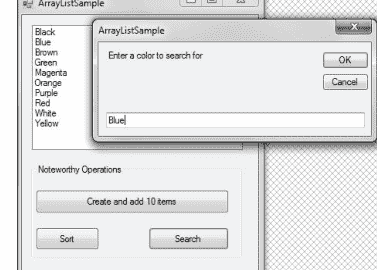 ArrayListSample
Black
Blue
Brown
Green
Magenta
Orange
Purple
Red
White
Yellow
ArrayListSample
Enter a color to search for
OK
Cancel
Blue
Noteworthy Operations
Create and add 10 items
Sort
Search